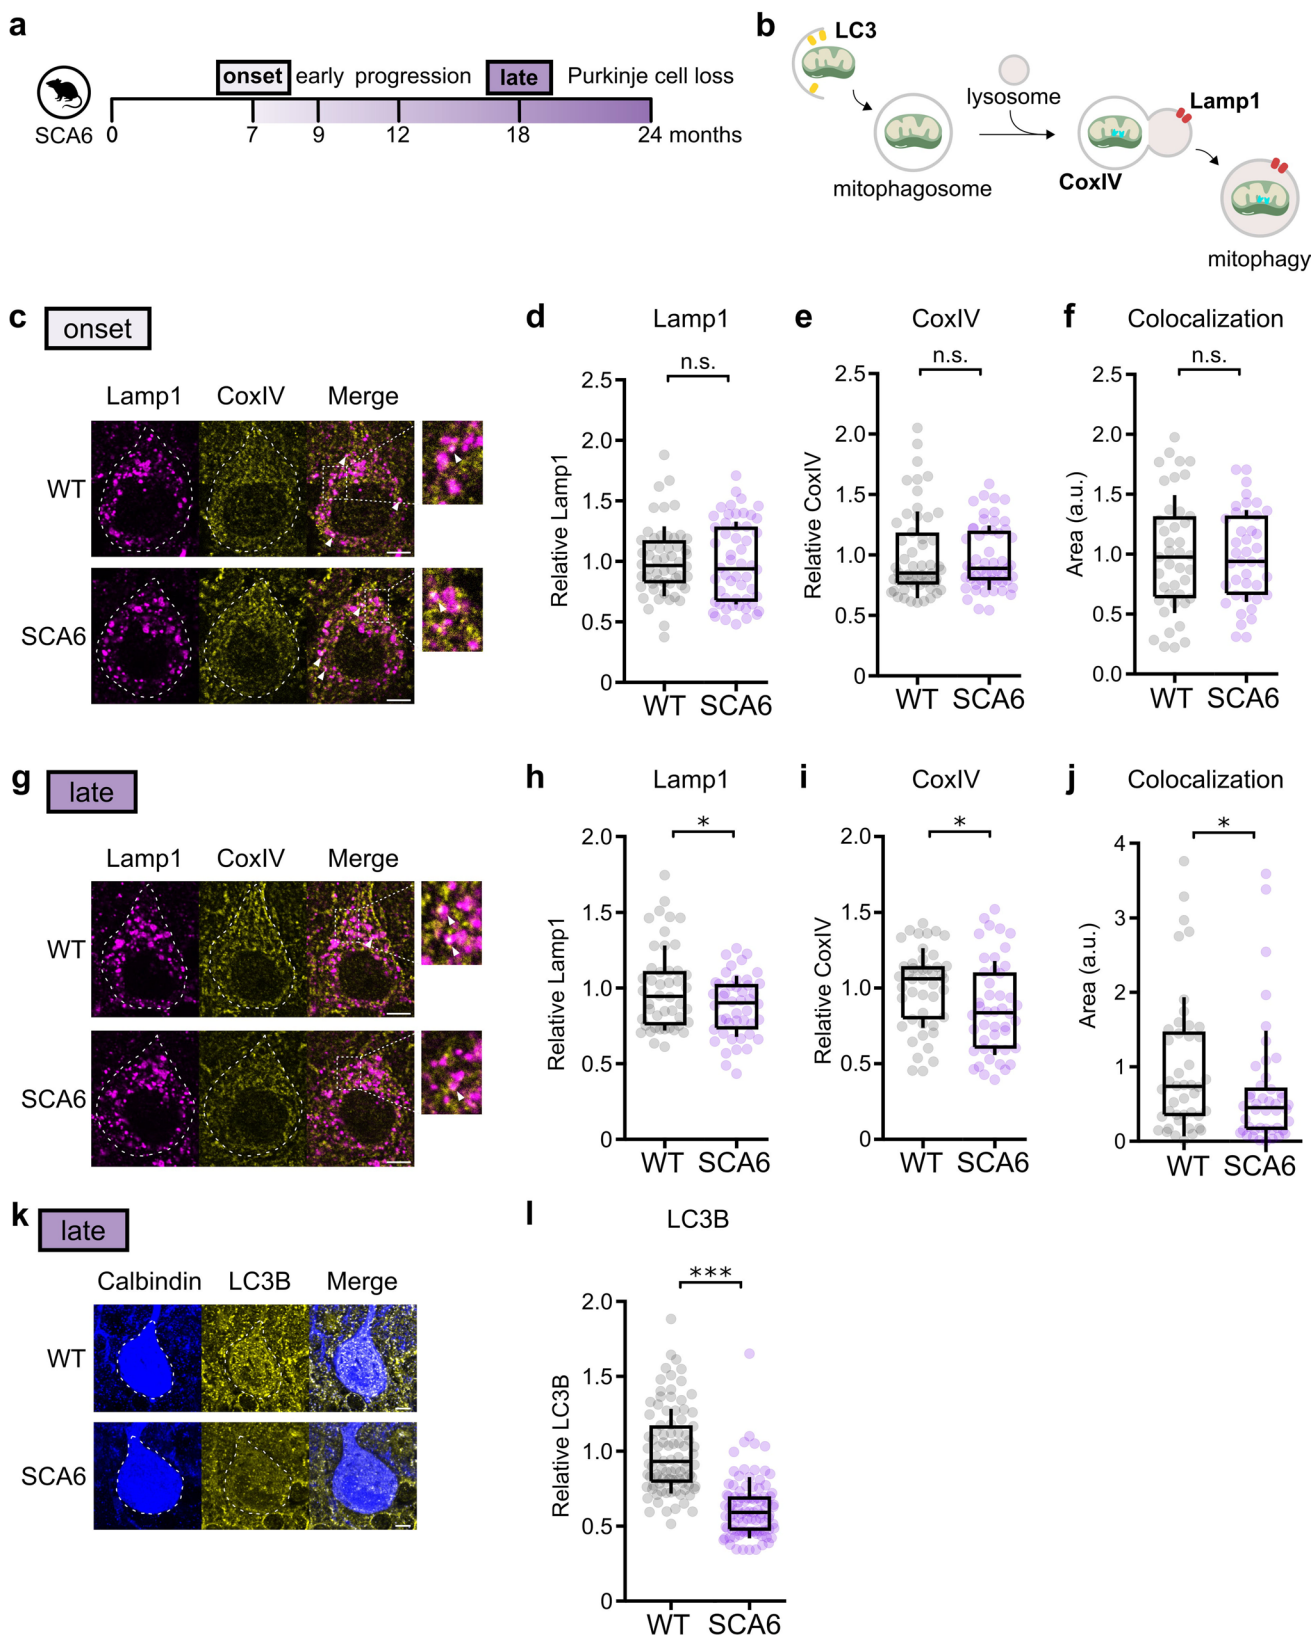 a
onset early progression late Purkinje cell loss
SCA6
0 7 9 12 18 24 months
b
LC3
lysosome
Lamp1
mitophagosome
CoxIV
mitophagy
c onset
Lamp1 CoxIV Merge
WT
SCA6
d Lamp1
n.s.
Relative Lamp1
2.5
2.0
1.5
1.0
0.5
0
WT SCA6
e CoxIV
n.s.
Relative CoxIV
2.5
2.0
1.5
1.0
0.5
0
WT SCA6
f Colocalization
n.s.
Area (a.u.)
2.5
2.0
1.5
1.0
0.5
0.0
WT SCA6
g late
Lamp1 CoxIV Merge
WT
SCA6
h Lamp1
*
Relative Lamp1
2.0
1.5
1.0
0.5
0
WT SCA6
i CoxIV
*
Relative CoxIV
2.0
1.5
1.0
0.5
0
WT SCA6
j Colocalization
*
Area (a.u.)
4
3
2
1
0
WT SCA6
k late
Calbindin LC3B Merge
WT
SCA6
l LC3B
***
Relative LC3B
2.0
1.5
1.0
0.5
0
WT SCA6